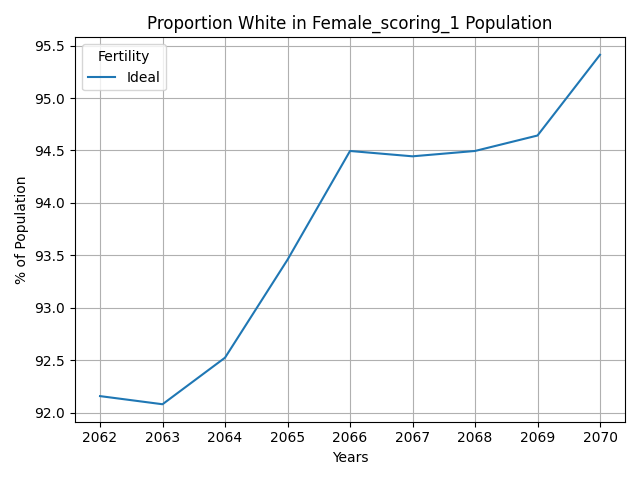 Proportion White in Female_scoring_1 Population
Fertility
Ideal
95.5
95.0
94.5
94.0
93.5
93.0
92.5
92.0
% of Population
2062 2063 2064 2065 2066 2067 2068 2069 2070
Years